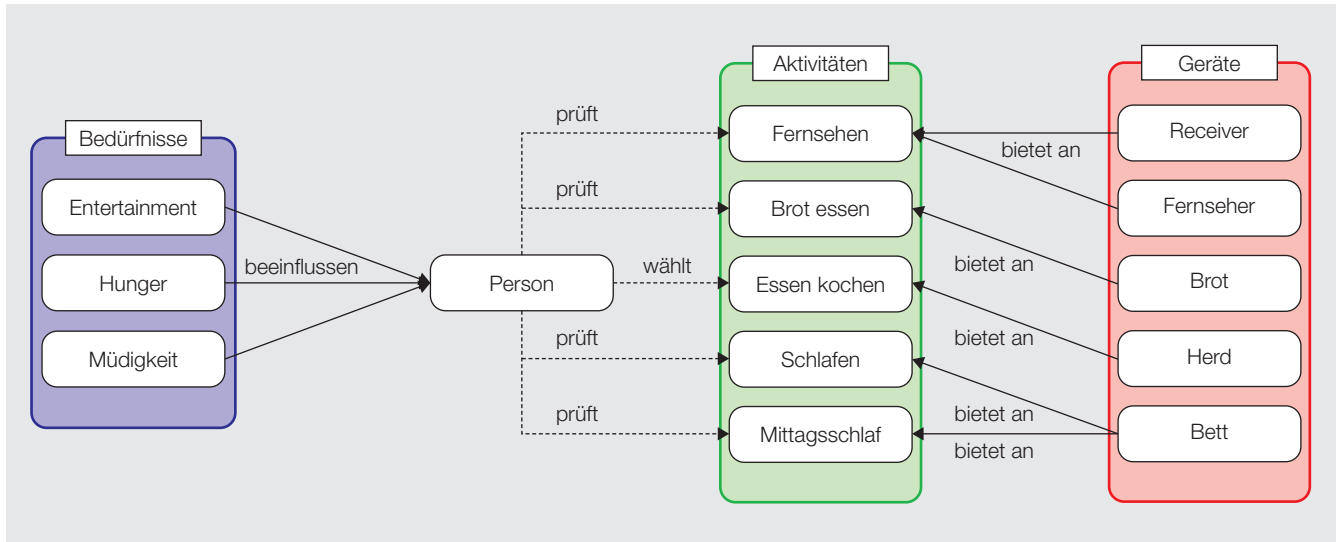 Bedürfnisse
Entertainment
Hunger
Müdigkeit
beeinflussen
Person
prüft
prüft
wählt
prüft
prüft
Aktivitäten
Fernsehen
Brot essen
Essen kochen
Schlafen
Mittagsschlaf
bietet an
bietet an
bietet an
bietet an
bietet an
Geräte
Receiver
Fernseher
Brot
Herd
Bett